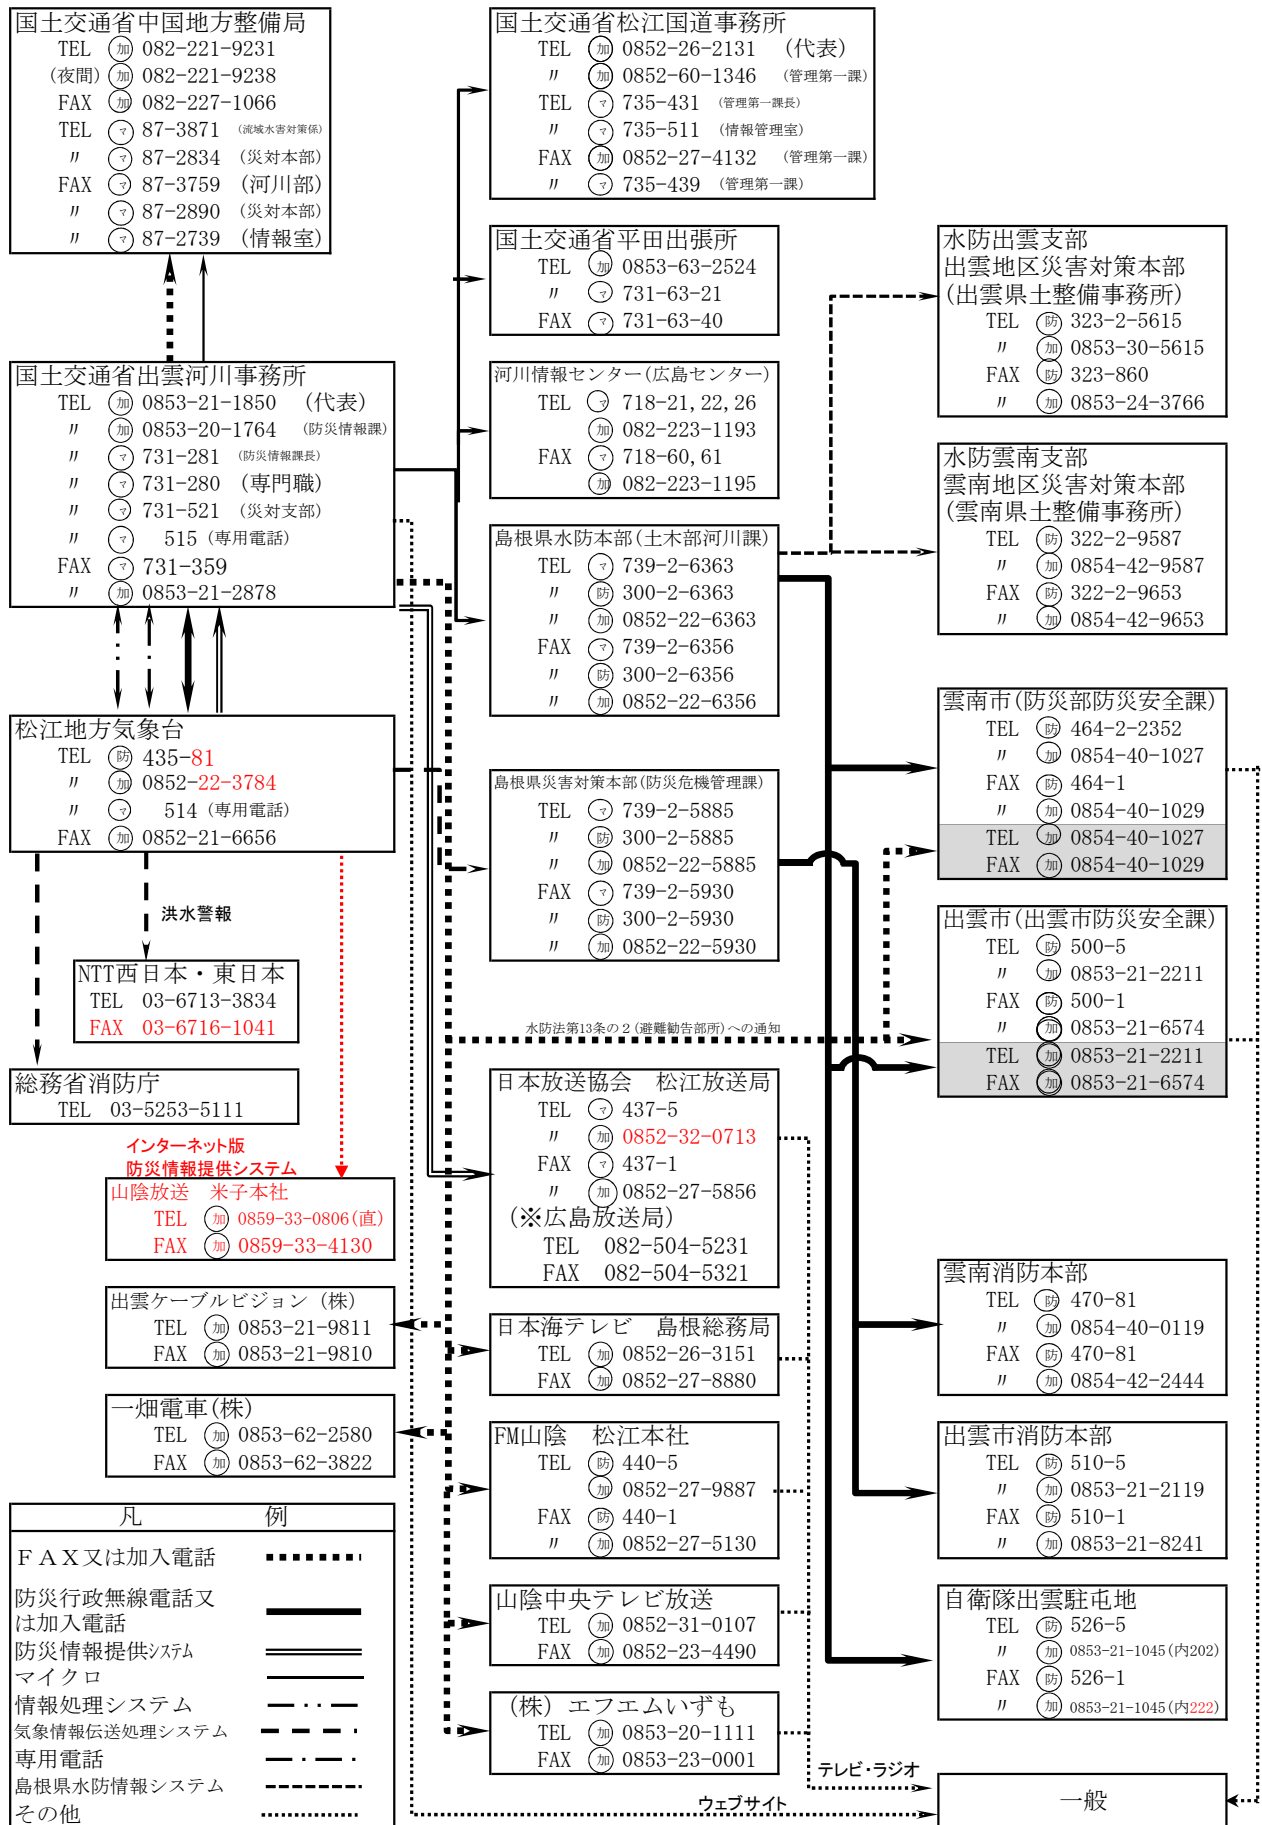 国土交通省中国地方整備局
TEL 加 082-221-9231
(夜間) 加 082-221-9238
FAX 加 082-227-1066
TEL マ 87-3871 (流域水害対策係)
〃 マ 87-2834 (災対本部)
FAX マ 87-3759 (河川部)
〃 マ 87-2890 (災対本部)
〃 マ 87-2739 (情報室)
国土交通省出雲河川事務所
TEL 加 0853-21-1850 (代表)
〃 加 0853-20-1764 (防災情報課)
〃 マ 731-281 (防災情報課長)
〃 マ 731-280 (専門職)
〃 マ 731-521 (災対支部)
〃 マ 515 (専用電話)
FAX マ 731-359
〃 加 0853-21-2878
松江地方気象台
TEL 防 435-81
〃 加 0852-22-3784
〃 マ 514 (専用電話)
FAX 加 0852-21-6656
洪水警報
NTT西日本・東日本
TEL 03-6713-3834
FAX 03-6716-1041
総務省消防庁
TEL 03-5253-5111
インターネット版
防災情報提供システム
山陰放送 米子本社
TEL 加 0859-33-0806(直)
FAX 加 0859-33-4130
出雲ケーブルビジョン (株)
TEL 加 0853-21-9811
FAX 加 0853-21-9810
一畑電車(株)
TEL 加 0853-62-2580
FAX 加 0853-62-3822
凡 例
FAX又は加入電話
防災行政無線電話又
は加入電話
防災情報提供システム
マイクロ
情報処理システム
気象情報伝送処理システム
専用電話
島根県水防情報システム
その他
国土交通省松江国道事務所
TEL 加 0852-26-2131 (代表)
〃 加 0852-60-1346 (管理第一課)
TEL マ 735-431 (管理第一課長)
〃 マ 735-511 (情報管理室)
FAX 加 0852-27-4132 (管理第一課)
〃 マ 735-439 (管理第一課)
国土交通省平田出張所
TEL 加 0853-63-2524
〃 マ 731-63-21
FAX マ 731-63-40
河川情報センター(広島センター)
TEL マ 718-21,22,26
加 082-223-1193
FAX マ 718-60,61
加 082-223-1195
島根県水防本部(土木部河川課)
TEL マ 739-2-6363
〃 防 300-2-6363
〃 加 0852-22-6363
FAX マ 739-2-6356
〃 防 300-2-6356
〃 加 0852-22-6356
島根県災害対策本部(防災危機管理課)
TEL マ 739-2-5885
〃 防 300-2-5885
〃 加 0852-22-5885
FAX マ 739-2-5930
〃 防 300-2-5930
〃 加 0852-22-5930
水防法第13条の2(避難勧告部所)への通知
日本放送協会 松江放送局
TEL マ 437-5
〃 加 0852-32-0713
FAX マ 437-1
〃 加 0852-27-5856
(※広島放送局)
TEL 082-504-5231
FAX 082-504-5321
日本海テレビ 島根総務局
TEL 加 0852-26-3151
FAX 加 0852-27-8880
FM山陰 松江本社
TEL 防 440-5
加 0852-27-9887
FAX 防 440-1
〃 加 0852-27-5130
山陰中央テレビ放送
TEL 加 0852-31-0107
FAX 加 0852-23-4490
(株) エフエムいずも
TEL 加 0853-20-1111
FAX 加 0853-23-0001
テレビ・ラジオ
ウェブサイト
水防出雲支部
出雲地区災害対策本部
(出雲県土整備事務所)
TEL 防 323-2-5615
〃 加 0853-30-5615
FAX 防 323-860
〃 加 0853-24-3766
水防雲南支部
雲南地区災害対策本部
(雲南県土整備事務所)
TEL 防 322-2-9587
〃 加 0854-42-9587
FAX 防 322-2-9653
〃 加 0854-42-9653
雲南市(防災部防災安全課)
TEL 防 464-2-2352
〃 加 0854-40-1027
FAX 防 464-1
〃 加 0854-40-1029
TEL 加 0854-40-1027
FAX 加 0854-40-1029
出雲市(出雲市防災安全課)
TEL 防 500-5
〃 加 0853-21-2211
FAX 防 500-1
〃 加 0853-21-6574
TEL 加 0853-21-2211
FAX 加 0853-21-6574
雲南消防本部
TEL 防 470-81
〃 加 0854-40-0119
FAX 防 470-81
〃 加 0854-42-2444
出雲市消防本部
TEL 防 510-5
〃 加 0853-21-2119
FAX 防 510-1
〃 加 0853-21-8241
自衛隊出雲駐屯地
TEL 防 526-5
〃 加 0853-21-1045(内202)
FAX 防 526-1
〃 加 0853-21-1045(内222)
一般